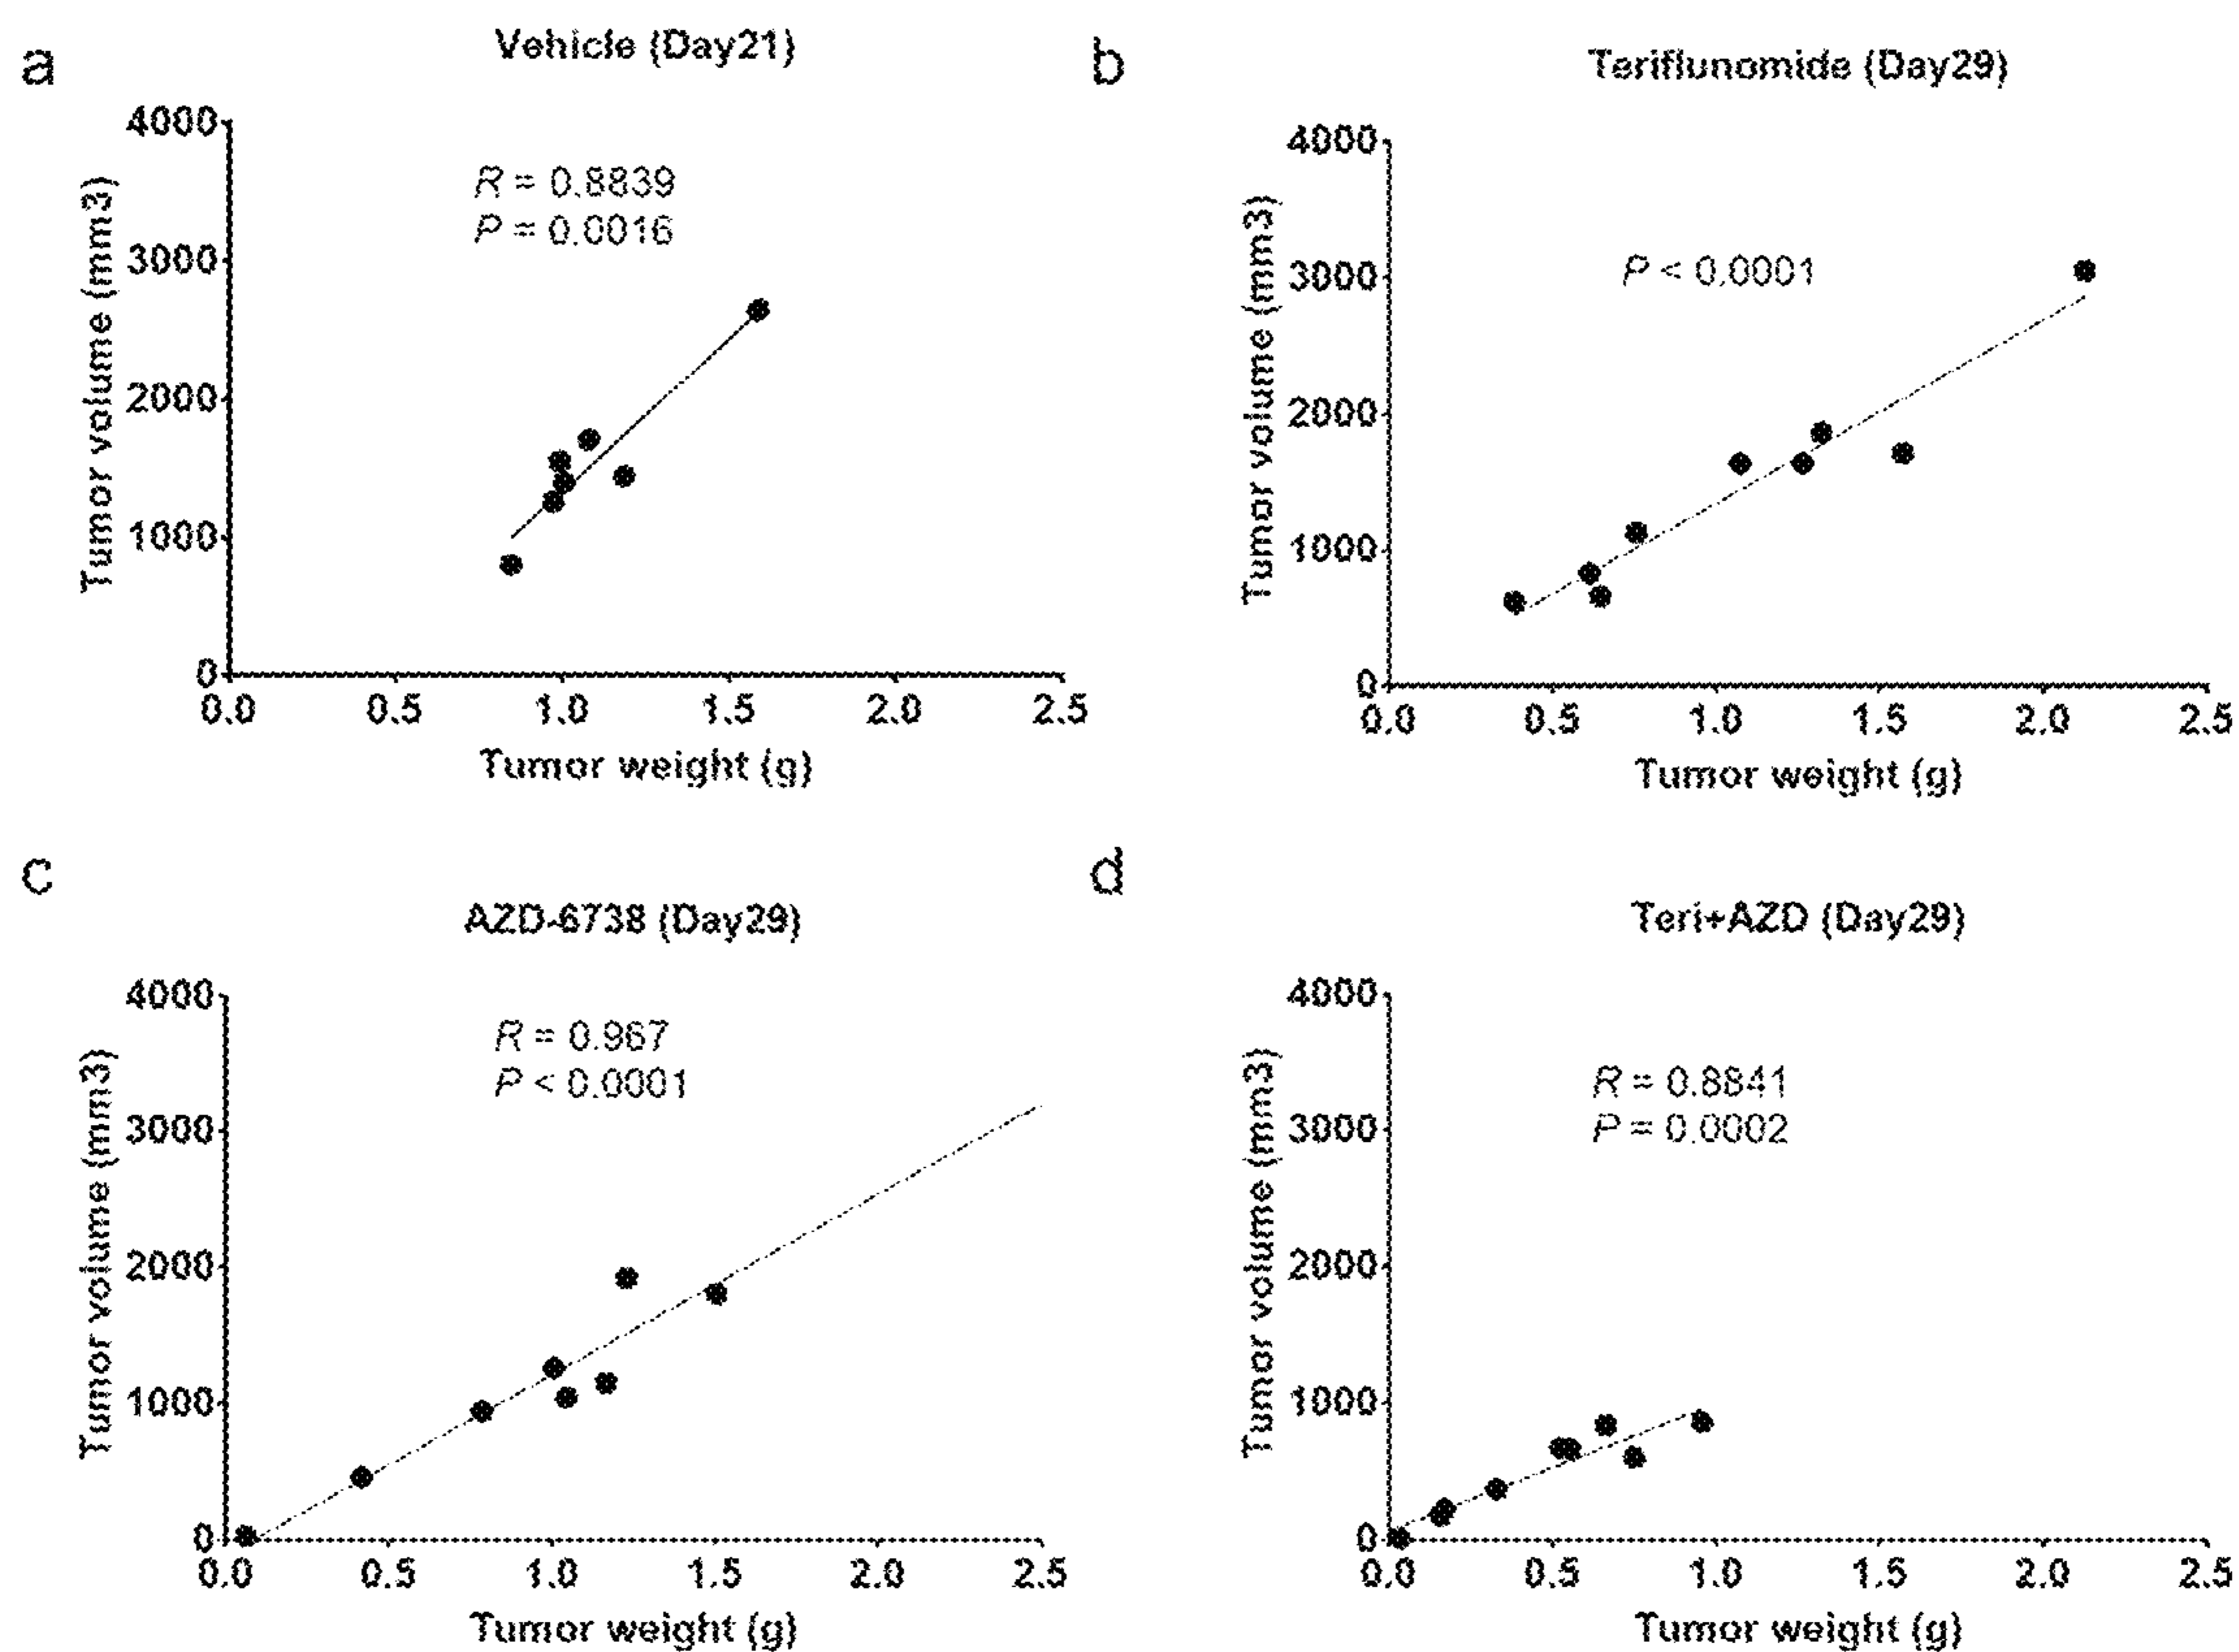 a
Vehicle (Day21)
4000
3000
2000
1000
0
R = 0.8839
P = 0.0016
Tumor volume (mm3)
0.0 0.5 1.0 1.5 2.0 2.5
Tumor weight (g)
b
Teriflunomide (Day29)
4000
3000
2000
1000
0
P < 0.0001
Tumor volume (mm3)
0.0 0.5 1.0 1.5 2.0 2.5
Tumor weight (g)
c
AZD-6738 (Day29)
4000
3000
2000
1000
0
R = 0.967
P < 0.0001
Tumor volume (mm3)
0.0 0.5 1.0 1.5 2.0 2.5
Tumor weight (g)
d
Teri+AZD (Day29)
4000
3000
2000
1000
0
R = 0.8841
P = 0.0002
Tumor volume (mm3)
0.0 0.5 1.0 1.5 2.0 2.5
Tumor weight (g)